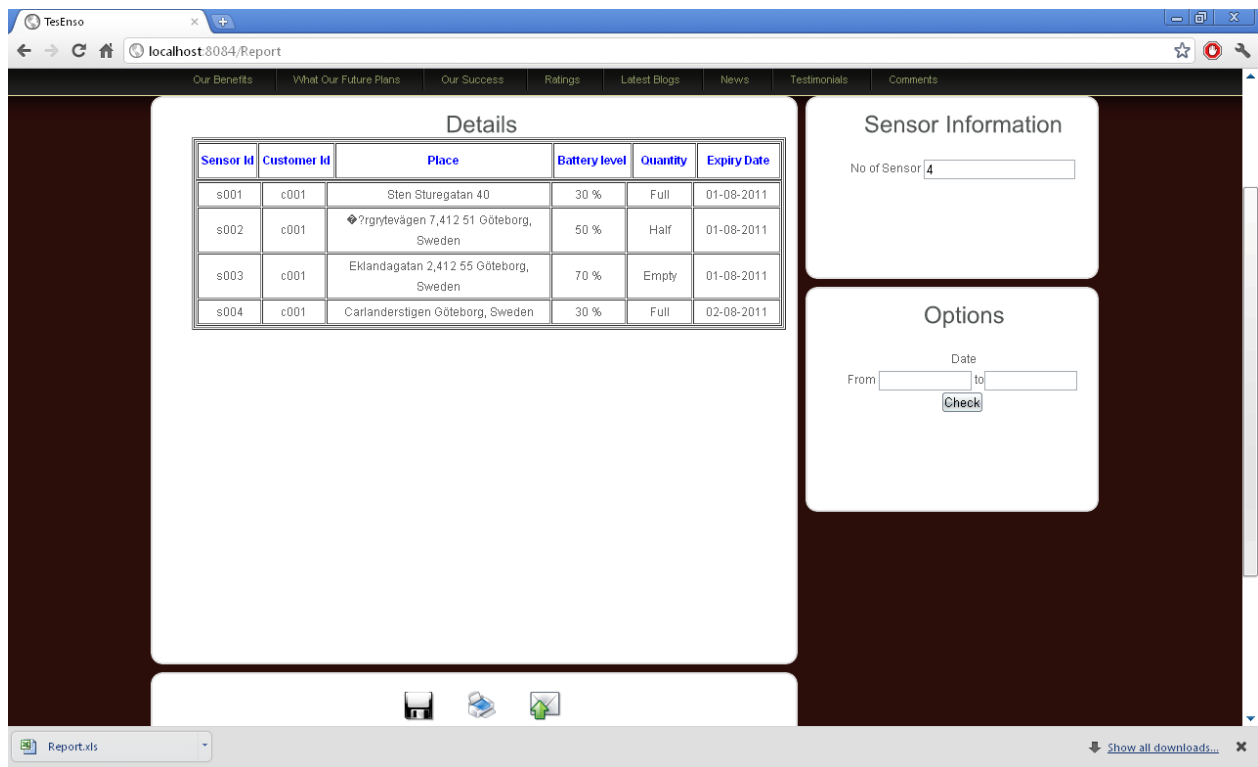 TesEnso
localhost:8084/Report
Our Benefits What Our Future Plans Our Success Ratings Latest Blogs News Testimonials Comments
Details
Sensor Id Customer Id Place Battery level Quantity Expiry Date
s001 c001 Sten Sturegatan 40 30 % Full 01-08-2011
s002 c001 �?rgrytevägen 7,412 51 Göteborg, Sweden 50 % Half 01-08-2011
s003 c001 Eklandagatan 2,412 55 Göteborg, Sweden 70 % Empty 01-08-2011
s004 c001 Carlanderstigen Göteborg, Sweden 30 % Full 02-08-2011
Sensor Information
No of Sensor 4
Options
Date
From to
Check
Report.xls
Show all downloads...